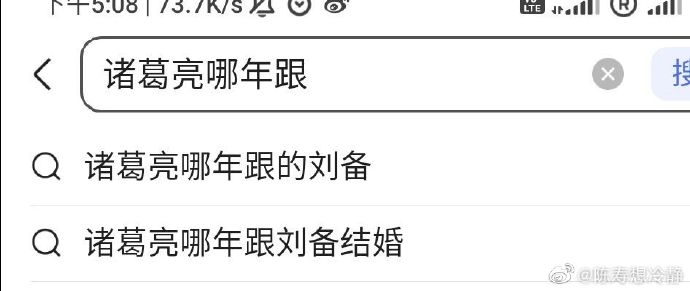 下午5:08 | 73.7K/s
VoLTE R
诸葛亮哪年跟
搜
诸葛亮哪年跟的刘备
诸葛亮哪年跟刘备结婚
@陈寿想冷静